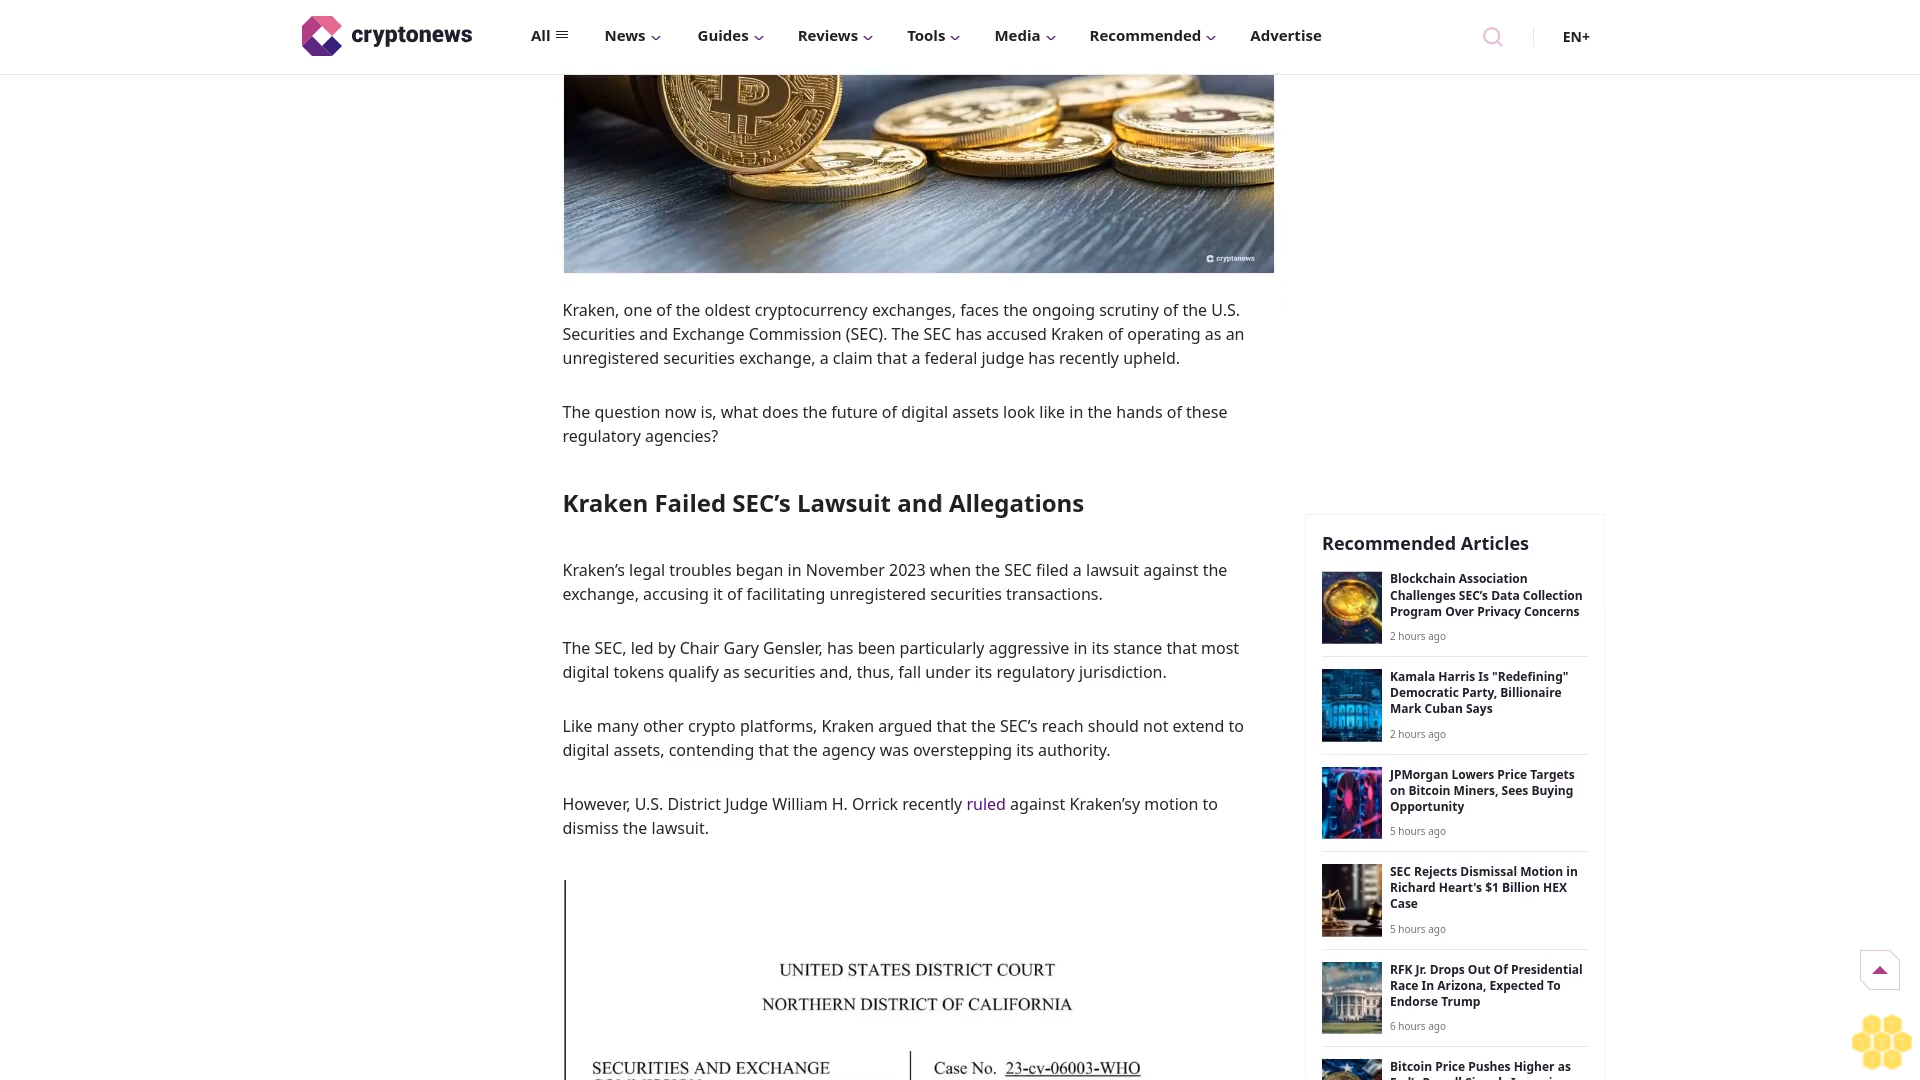 cryptonews
All
News
Guides
Reviews
Tools
Media
Recommended
Advertise
EN+
cryptonews
Kraken, one of the oldest cryptocurrency exchanges, faces the ongoing scrutiny of the U.S.
Securities and Exchange Commission (SEC). The SEC has accused Kraken of operating as an
unregistered securities exchange, a claim that a federal judge has recently upheld.
The question now is, what does the future of digital assets look like in the hands of these
regulatory agencies?
Kraken Failed SEC’s Lawsuit and Allegations
Kraken’s legal troubles began in November 2023 when the SEC filed a lawsuit against the
exchange, accusing it of facilitating unregistered securities transactions.
The SEC, led by Chair Gary Gensler, has been particularly aggressive in its stance that most
digital tokens qualify as securities and, thus, fall under its regulatory jurisdiction.
Like many other crypto platforms, Kraken argued that the SEC’s reach should not extend to
digital assets, contending that the agency was overstepping its authority.
However, U.S. District Judge William H. Orrick recently ruled against Kraken’sy motion to
dismiss the lawsuit.
UNITED STATES DISTRICT COURT
NORTHERN DISTRICT OF CALIFORNIA
SECURITIES AND EXCHANGE
Case No. 23-cv-06003-WHO
Recommended Articles
Blockchain Association
Challenges SEC’s Data Collection
Program Over Privacy Concerns
2 hours ago
Kamala Harris Is "Redefining"
Democratic Party, Billionaire
Mark Cuban Says
2 hours ago
JPMorgan Lowers Price Targets
on Bitcoin Miners, Sees Buying
Opportunity
5 hours ago
SEC Rejects Dismissal Motion in
Richard Heart's $1 Billion HEX
Case
5 hours ago
RFK Jr. Drops Out Of Presidential
Race In Arizona, Expected To
Endorse Trump
6 hours ago
Bitcoin Price Pushes Higher as